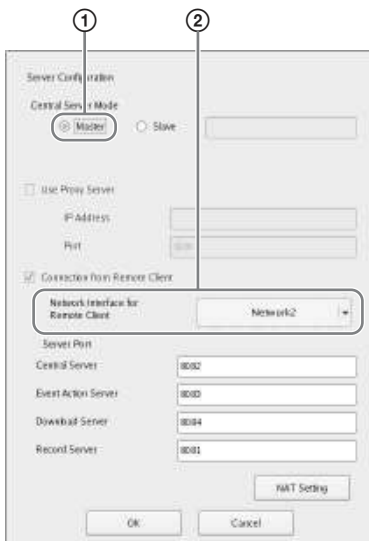 ① ②
Server Configuration
Central Server Mode
Master Slave
Use Proxy Server
IP Address
Port
Connection from Remote Client
Network Interface for
Remote Client
Network2
Server Port
Central Server 8082
Event Action Server 8083
Download Server 8084
Record Server 8081
NAT Setting
OK Cancel